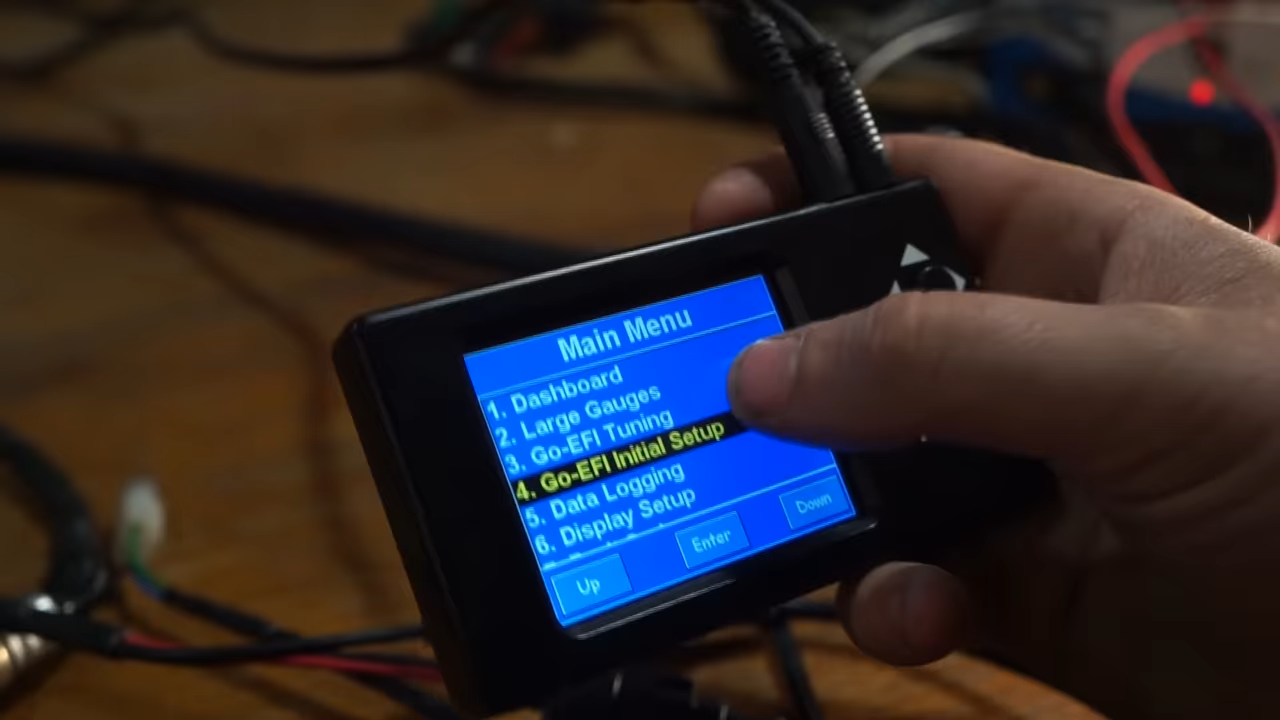 Main Menu
1. Dashboard
2. Large Gauges
3. Go-EFI Tuning
4. Go-EFI Initial Setup
5. Data Logging
6. Display Setup
Up
Enter
Down